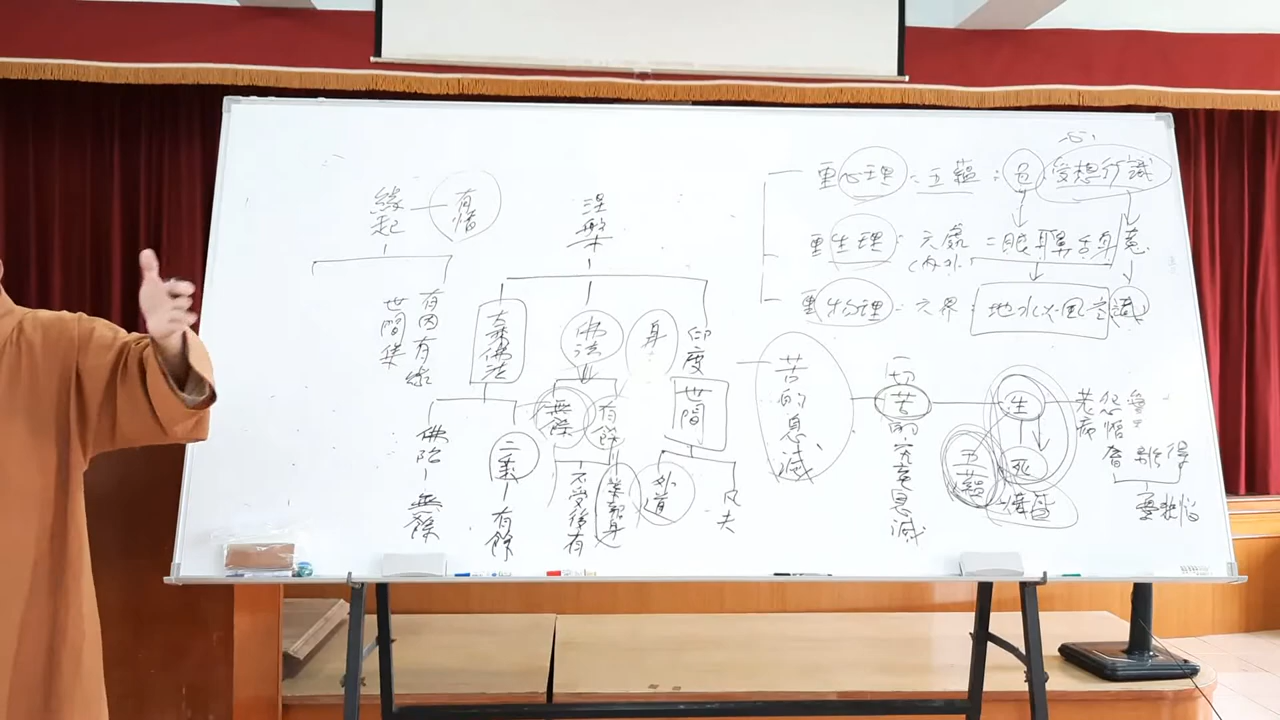 緣起
有情
有因有緣
世間集
涅槃
大乘佛法
佛陀 無餘
二乘 有餘
佛法
無餘
不受後有
有餘
業報身
身
印度
世間
外道
凡夫
重心理:五蘊:色受想行識
重生理:六處=眼耳鼻舌身意
(內外
重物理:六界:地水火風空識
苦的息滅
一切苦的究竟息滅
生
死
五蘊
老病
憂悲惱